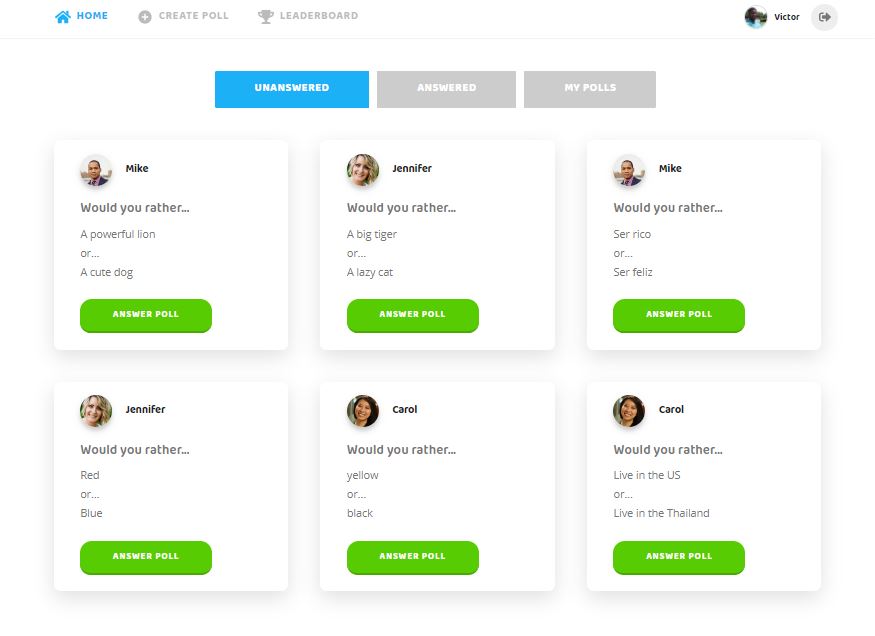 HOME CREATE POLL LEADERBOARD Victor
UNANSWERED ANSWERED MY POLLS
Mike
Would you rather...
A powerful lion
or...
A cute dog
ANSWER POLL
Jennifer
Would you rather...
A big tiger
or...
A lazy cat
ANSWER POLL
Mike
Would you rather...
Ser rico
or...
Ser feliz
ANSWER POLL
Jennifer
Would you rather...
Red
or...
Blue
ANSWER POLL
Carol
Would you rather...
yellow
or...
black
ANSWER POLL
Carol
Would you rather...
Live in the US
or...
Live in the Thailand
ANSWER POLL